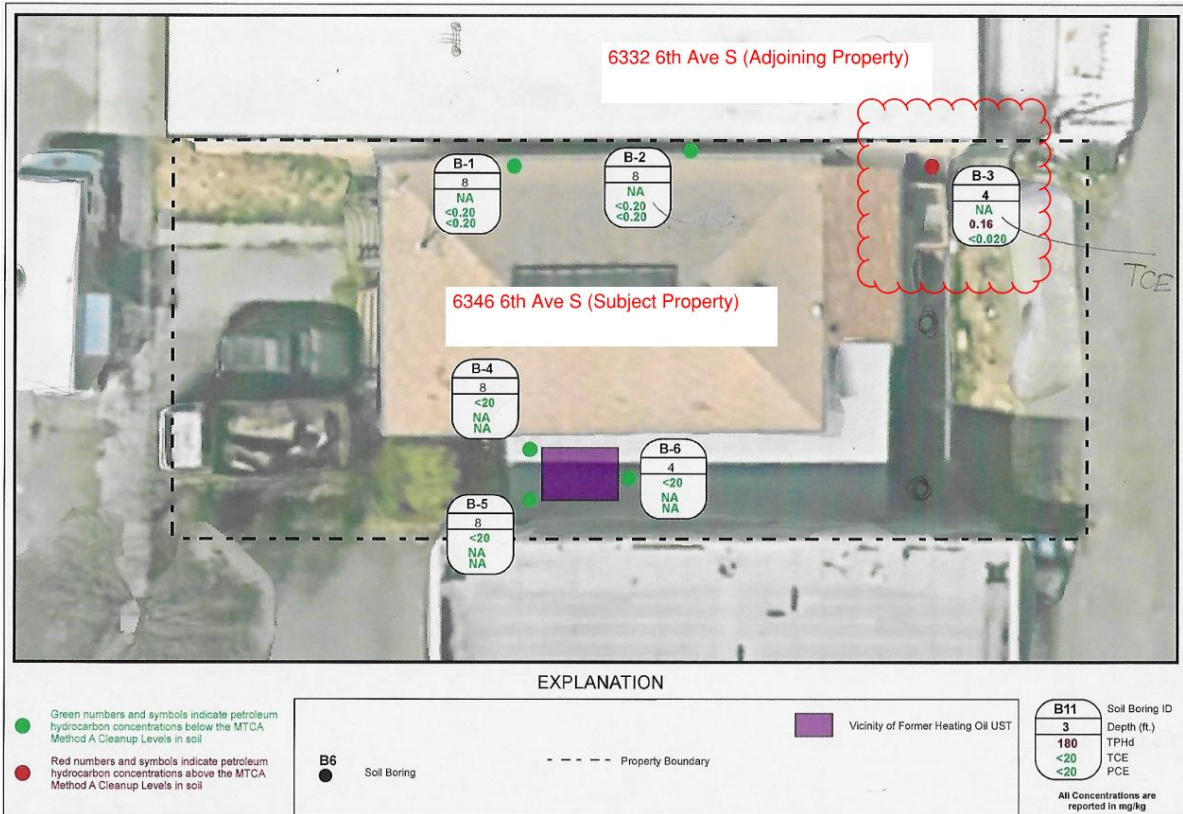 6332 6th Ave S (Adjoining Property)
B-1
8
NA
<0.20
<0.20
B-2
8
NA
<0.20
<0.20
B-3
4
NA
0.16
<0.020
TCE
6346 6th Ave S (Subject Property)
B-4
8
<20
NA
NA
B-6
4
<20
NA
NA
B-5
8
<20
NA
NA
EXPLANATION
Green numbers and symbols indicate petroleum
hydrocarbon concentrations below the MTCA
Method A Cleanup Levels in soil
Red numbers and symbols indicate petroleum
hydrocarbon concentrations above the MTCA
Method A Cleanup Levels in soil
B6
Soil Boring
Property Boundary
Vicinity of Former Heating Oil UST
B11 Soil Boring ID
3 Depth (ft.)
180 TPHd
<20 TCE
<20 PCE
All Concentrations are
reported in mg/kg